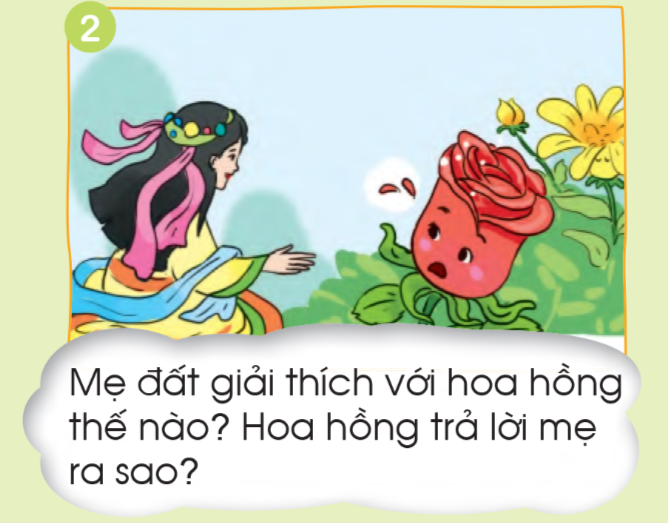 2
Mẹ đất giải thích với hoa hồng
thế nào? Hoa hồng trả lời mẹ
ra sao?